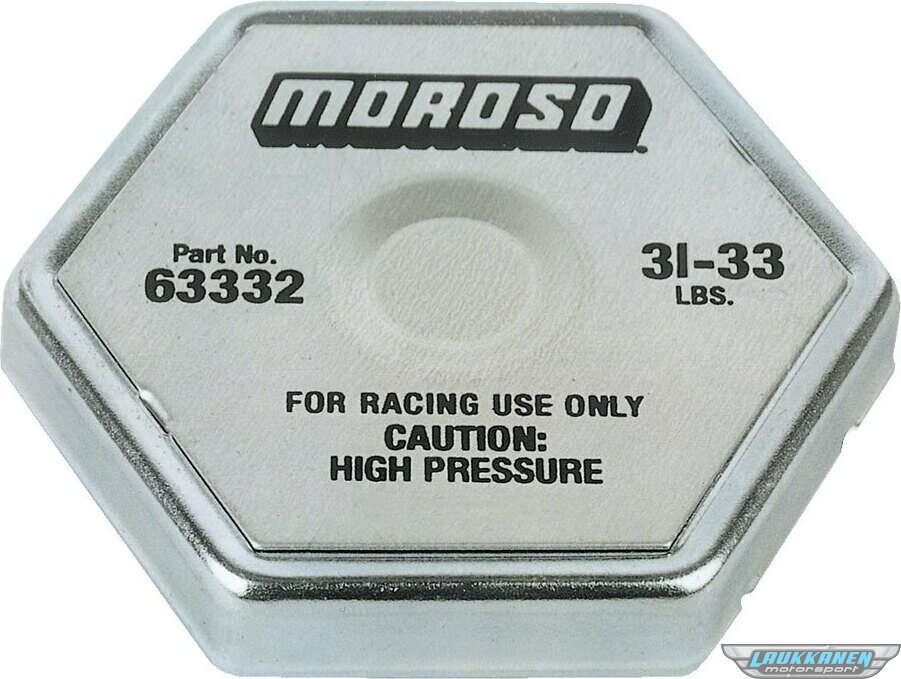 MOROSO
Part No.
63332
31-33
LBS.
FOR RACING USE ONLY
CAUTION:
HIGH PRESSURE
LAUKKANEN
motorsport